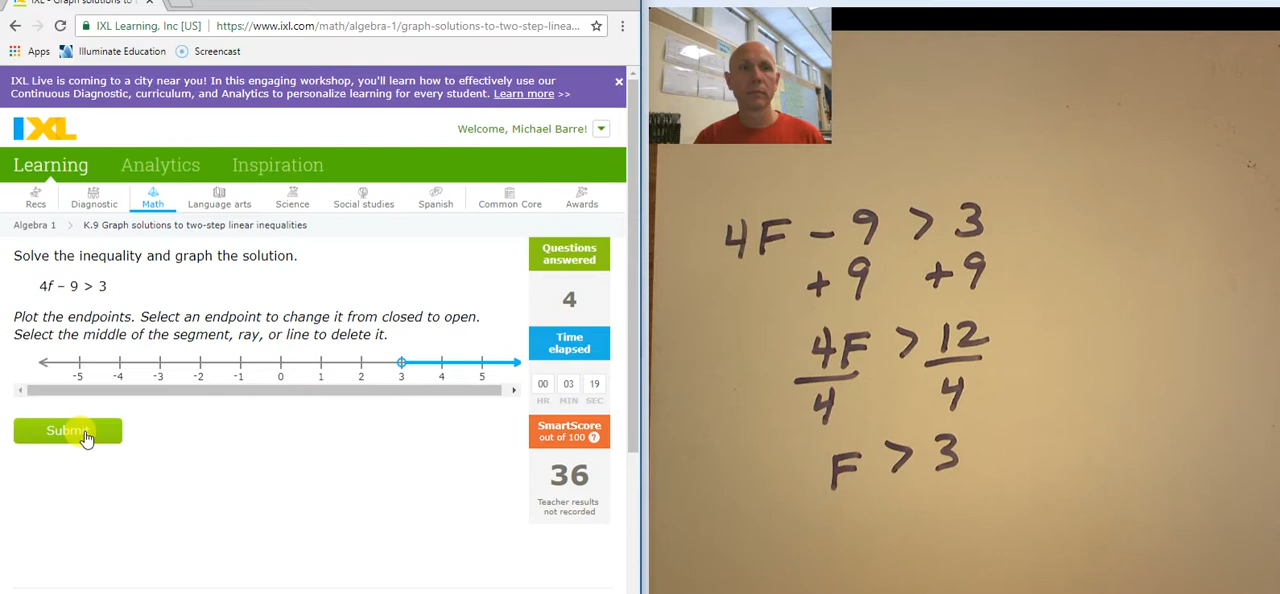 IXL - Graph solutions to
IXL Learning, Inc [US] https://www.ixl.com/math/algebra-1/graph-solutions-to-two-step-linea...
Apps Illuminate Education Screencast
IXL Live is coming to a city near you! In this engaging workshop, you'll learn how to effectively use our
Continuous Diagnostic, curriculum, and Analytics to personalize learning for every student. Learn more >>
IXL
Welcome, Michael Barre!
Learning Analytics Inspiration
Recs Diagnostic Math Language arts Science Social studies Spanish Common Core Awards
Algebra 1 > K.9 Graph solutions to two-step linear inequalities
Solve the inequality and graph the solution.
4f – 9 > 3
Plot the endpoints. Select an endpoint to change it from closed to open.
Select the middle of the segment, ray, or line to delete it.
-5 -4 -3 -2 -1 0 1 2 3 4 5
Submit
Questions
answered
4
Time
elapsed
00 03 19
HR MIN SEC
SmartScore
out of 100 ?
36
Teacher results
not recorded
4F – 9 > 3
+9 +9
4F > 12
4 4
F > 3